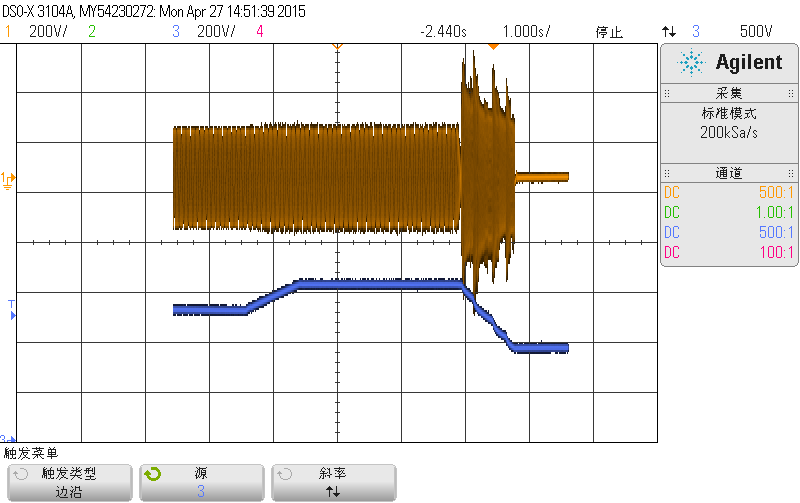 DSO-X 3104A, MY54230272: Mon Apr 27 14:51:39 2015
1 200V/ 2 3 200V/ 4 -2.440s 1.000s/ 停止 3 500V
Agilent
采集
标准模式
200kSa/s
通道
DC 500:1
DC 1.00:1
DC 500:1
DC 100:1
1
T
3
触发菜单
触发类型
边沿
源
3
斜率